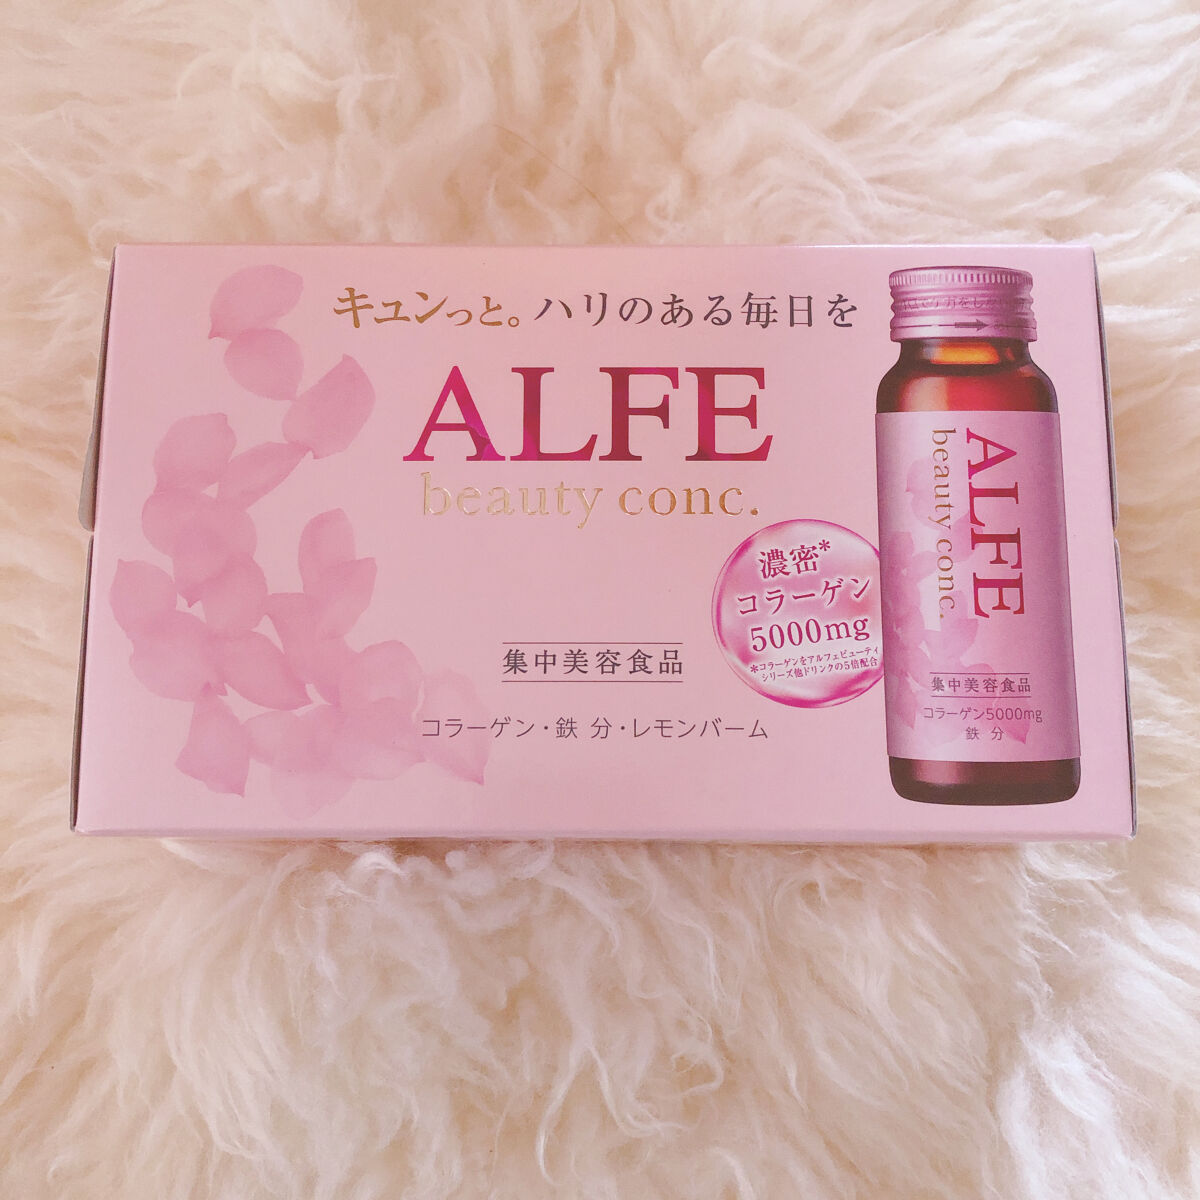 キュンっと。ハリのある毎日を
ALFE
beauty conc.
濃密*
コラーゲン
5000mg
*コラーゲンをアルフェビューティ
シリーズ他ドリンクの5倍配合
集中美容食品
コラーゲン・鉄 分・レモンバーム
ALFE
beauty conc.
集中美容食品
コラーゲン5000mg
鉄 分